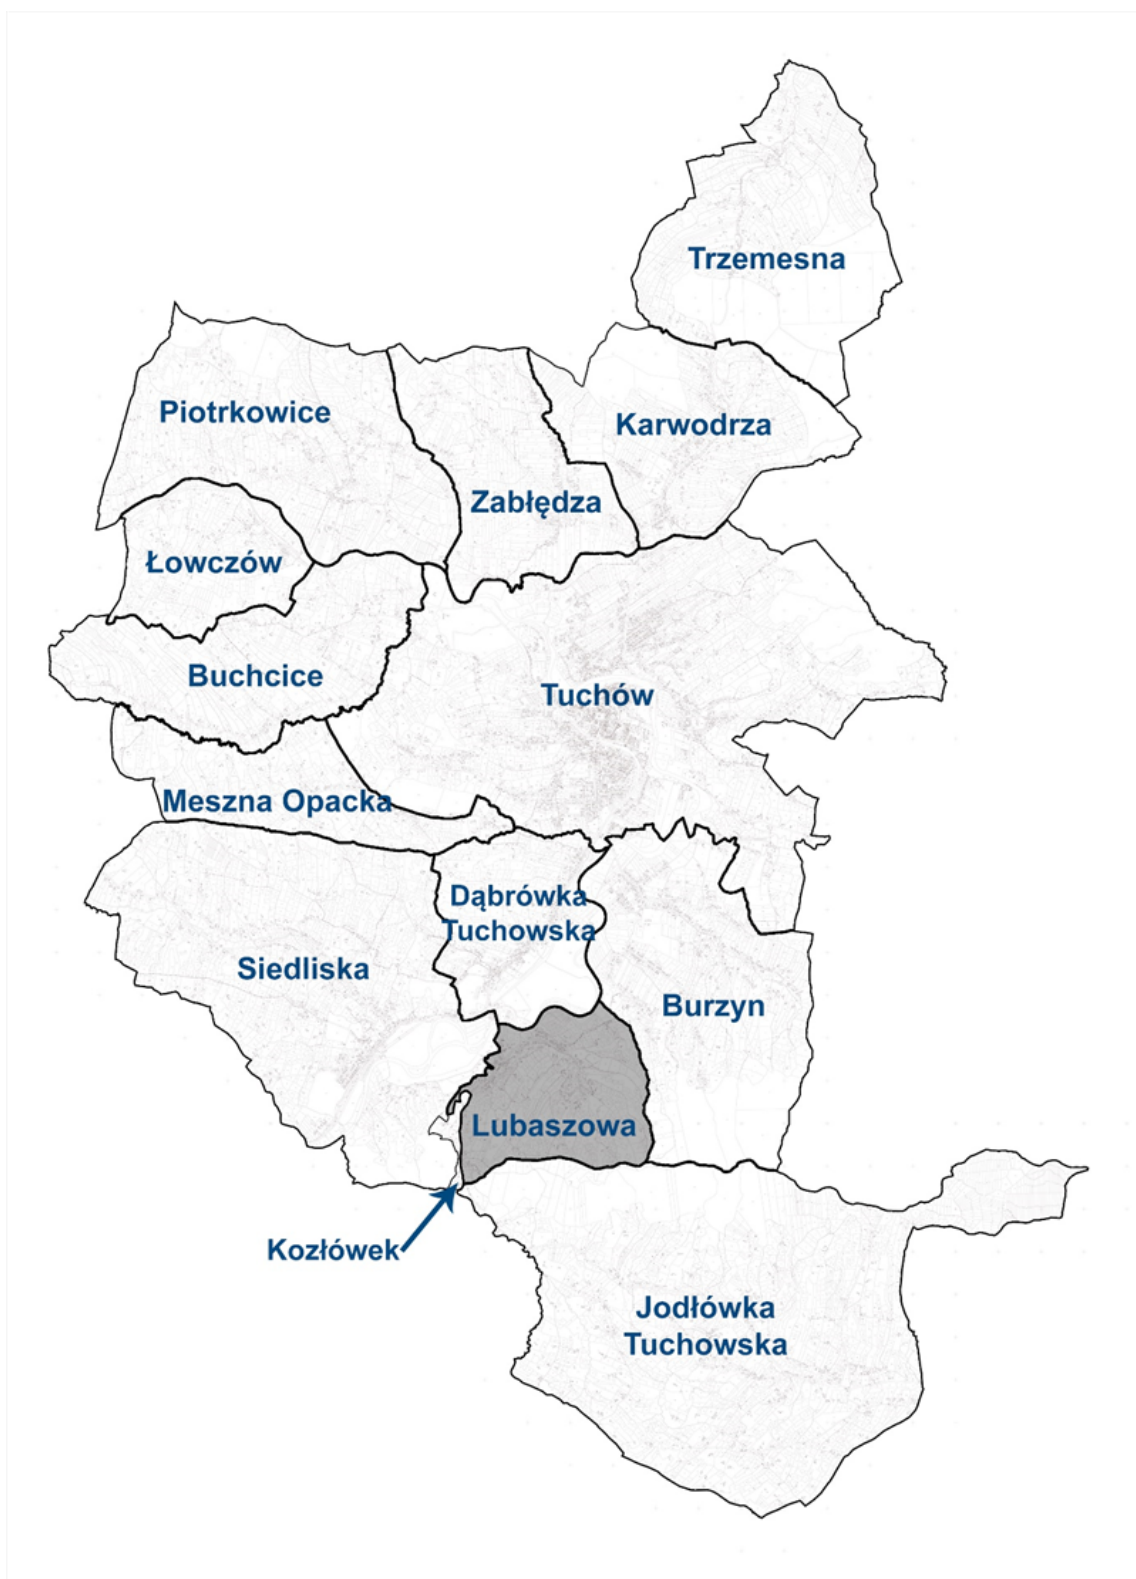 Trzemesna
Piotrkowice
Karwodrza
Zabłędza
Łowczów
Buchcice
Tuchów
Meszna Opacka
Dąbrówka
Tuchowska
Siedliska
Burzyn
Lubaszowa
Kozłówek
Jodłówka
Tuchowska